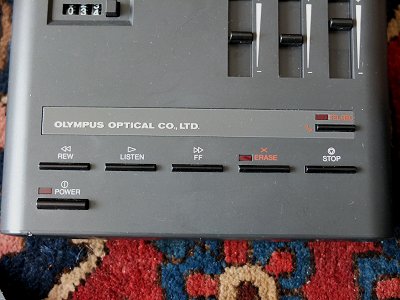 OLYMPUS OPTICAL CO., LTD.
REW
LISTEN
FF
ERASE
STOP
POWER